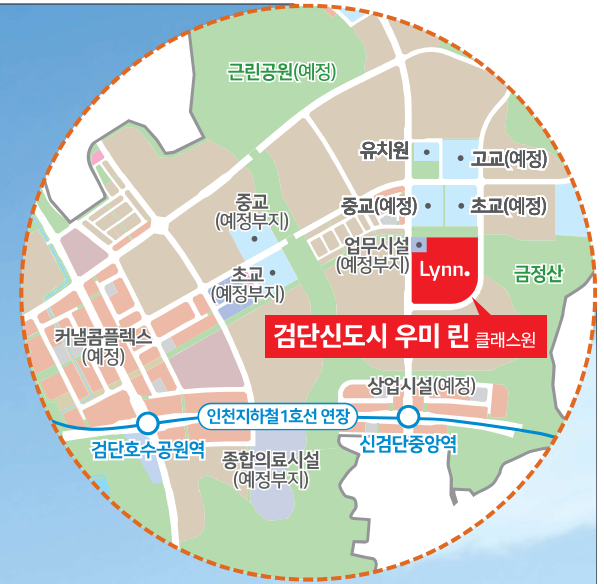 근린공원(예정)
유치원
고교(예정)
중교
(예정부지)
중교(예정)
초교(예정)
업무시설
(예정부지)
Lynn.
금정산
초교
(예정부지)
검단신도시 우미 린 클래스원
커낼콤플렉스
(예정)
상업시설(예정)
인천지하철 1호선 연장
검단호수공원역
신검단중앙역
종합의료시설
(예정부지)